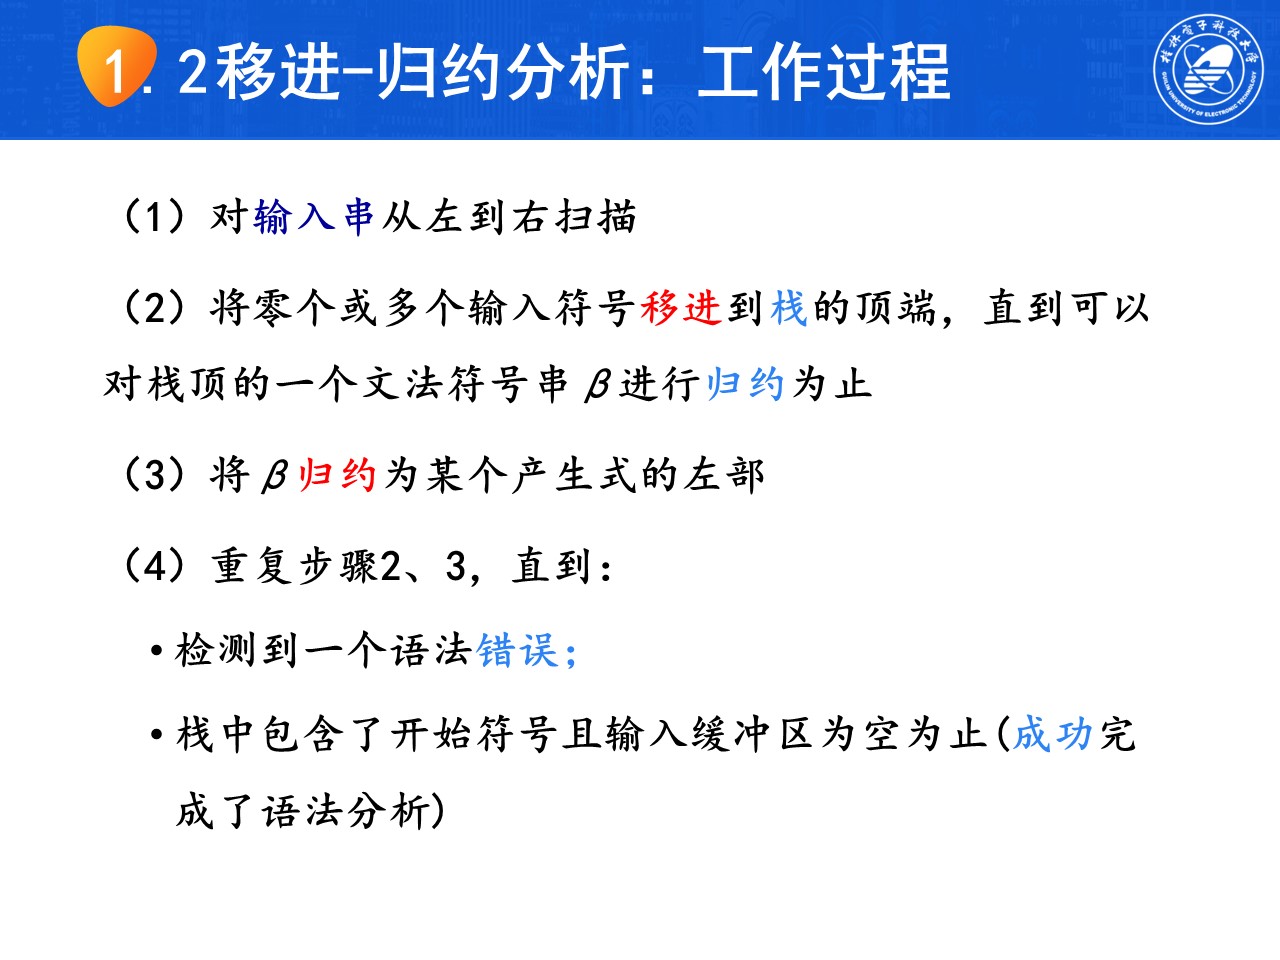 1.2移进-归约分析：工作过程
桂林电子科技大学
GUILIN UNIVERSITY OF ELECTRONIC TECHNOLOGY
（1）对输入串从左到右扫描
（2）将零个或多个输入符号移进到栈的顶端，直到可以
对栈顶的一个文法符号串β进行归约为止
（3）将β归约为某个产生式的左部
（4）重复步骤2、3，直到：
•检测到一个语法错误；
•栈中包含了开始符号且输入缓冲区为空为止(成功完
成了语法分析)